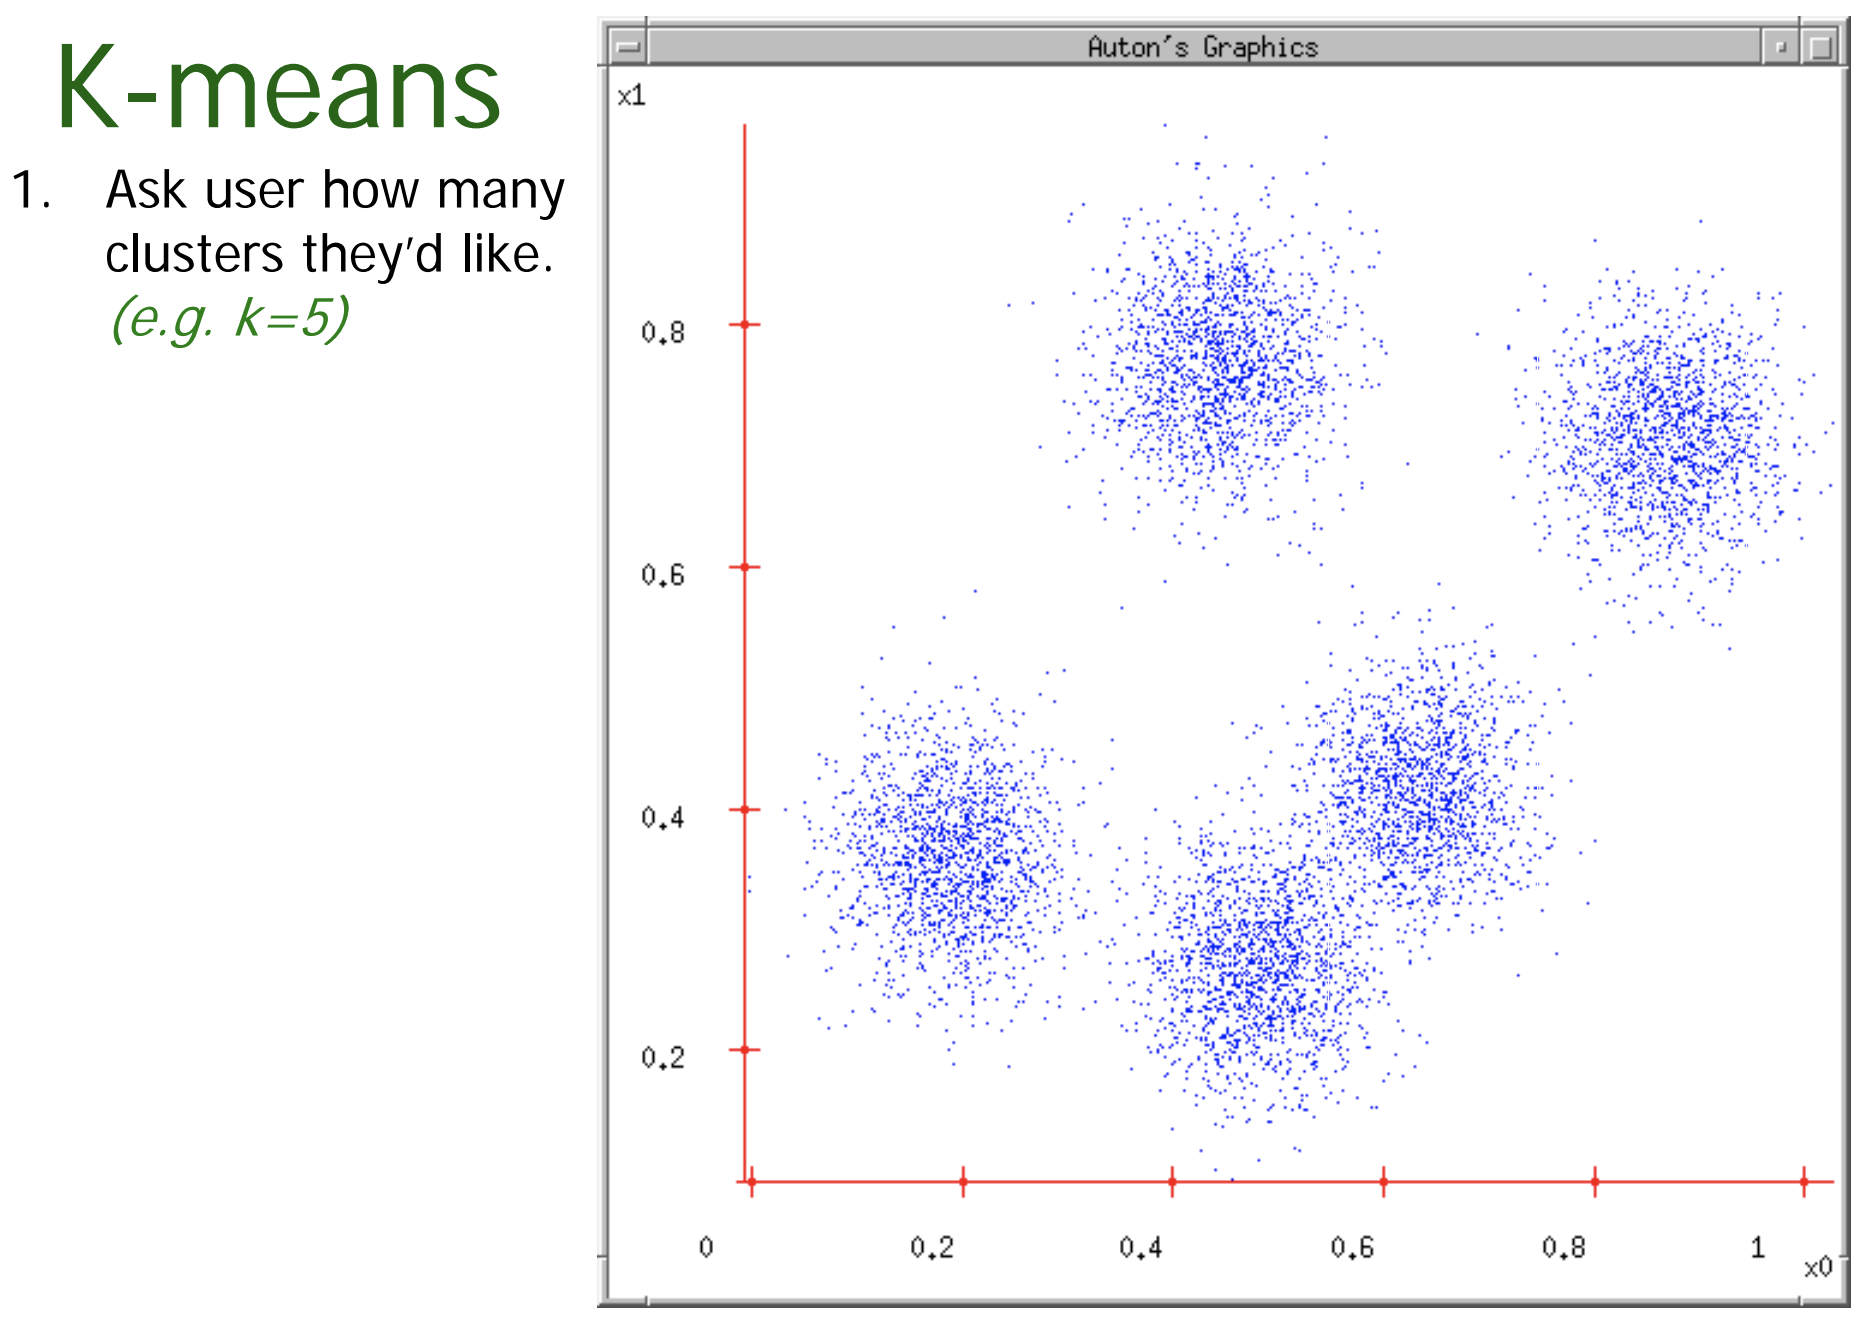 K-means
1. Ask user how many
clusters they'd like.
(e.g. k=5)
Auton's Graphics
x1
0.8
0.6
0.4
0.2
0 0.2 0.4 0.6 0.8 1
x0